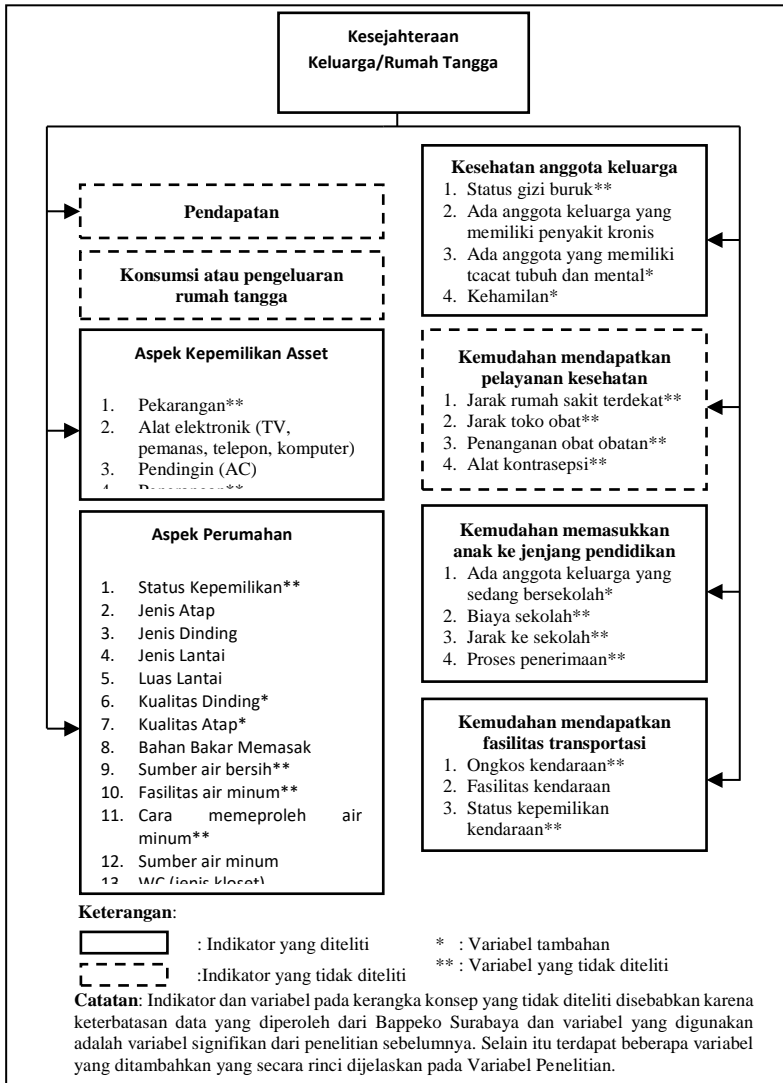 Kesejahteraan
Keluarga/Rumah Tangga
Pendapatan
Konsumsi atau pengeluaran
rumah tangga
Aspek Kepemilikan Asset
1. Pekarangan**
2. Alat elektronik (TV,
pemanas, telepon, komputer)
3. Pendingin (AC)
4. Penerangan**
Aspek Perumahan
1. Status Kepemilikan**
2. Jenis Atap
3. Jenis Dinding
4. Jenis Lantai
5. Luas Lantai
6. Kualitas Dinding*
7. Kualitas Atap*
8. Bahan Bakar Memasak
9. Sumber air bersih**
10. Fasilitas air minum**
11. Cara memeproleh air
minum**
12. Sumber air minum
13. WC (jenis kloset)
Kesehatan anggota keluarga
1. Status gizi buruk**
2. Ada anggota keluarga yang
memiliki penyakit kronis
3. Ada anggota yang memiliki
tcacat tubuh dan mental*
4. Kehamilan*
Kemudahan mendapatkan
pelayanan kesehatan
1. Jarak rumah sakit terdekat**
2. Jarak toko obat**
3. Penanganan obat obatan**
4. Alat kontrasepsi**
Kemudahan memasukkan
anak ke jenjang pendidikan
1. Ada anggota keluarga yang
sedang bersekolah*
2. Biaya sekolah**
3. Jarak ke sekolah**
4. Proses penerimaan**
Kemudahan mendapatkan
fasilitas transportasi
1. Ongkos kendaraan**
2. Fasilitas kendaraan
3. Status kepemilikan
kendaraan**
Keterangan:
: Indikator yang diteliti
:Indikator yang tidak diteliti
* : Variabel tambahan
** : Variabel yang tidak diteliti
Catatan: Indikator dan variabel pada kerangka konsep yang tidak diteliti disebabkan karena
keterbatasan data yang diperoleh dari Bappeko Surabaya dan variabel yang digunakan
adalah variabel signifikan dari penelitian sebelumnya. Selain itu terdapat beberapa variabel
yang ditambahkan yang secara rinci dijelaskan pada Variabel Penelitian.